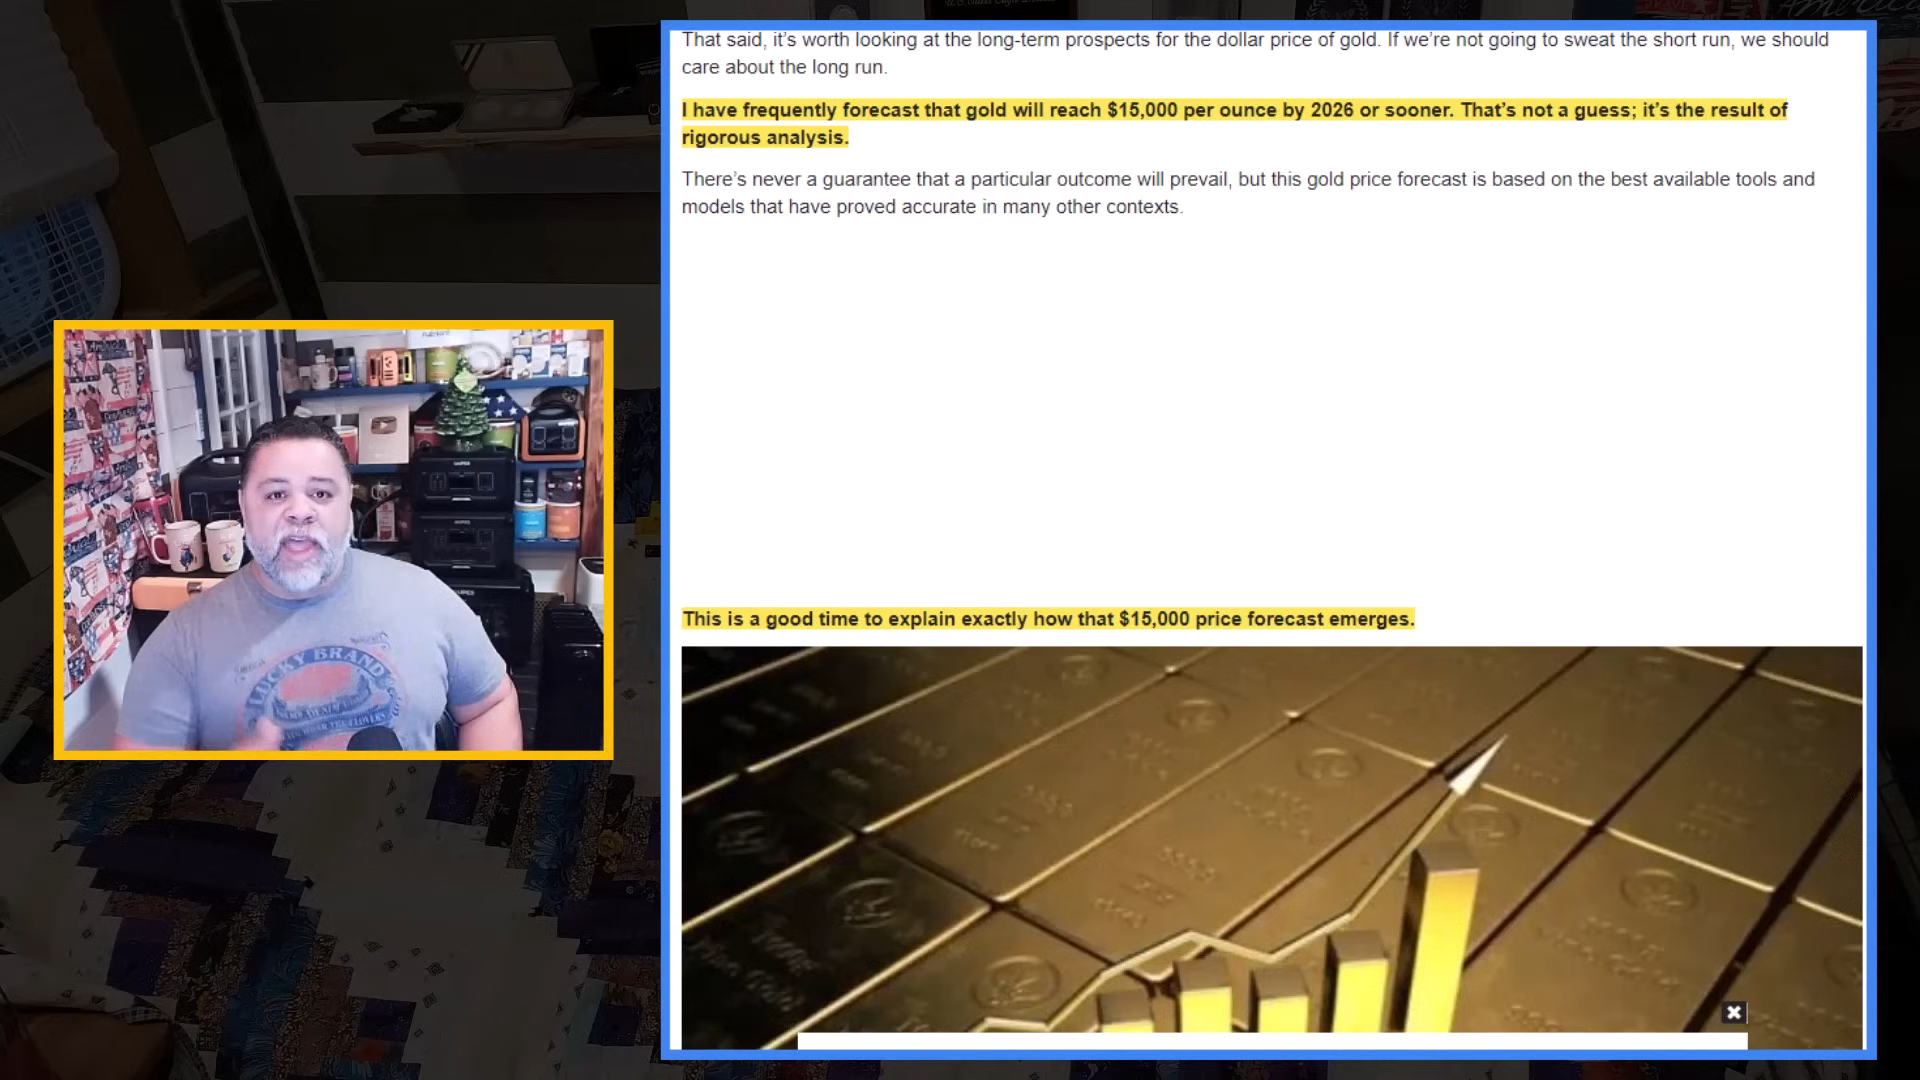 That said, it's worth looking at the long-term prospects for the dollar price of gold. If we're not going to sweat the short run, we should
care about the long run.
I have frequently forecast that gold will reach $15,000 per ounce by 2026 or sooner. That's not a guess; it's the result of
rigorous analysis.
There's never a guarantee that a particular outcome will prevail, but this gold price forecast is based on the best available tools and
models that have proved accurate in many other contexts.
This is a good time to explain exactly how that $15,000 price forecast emerges.
LUCKY BRAND